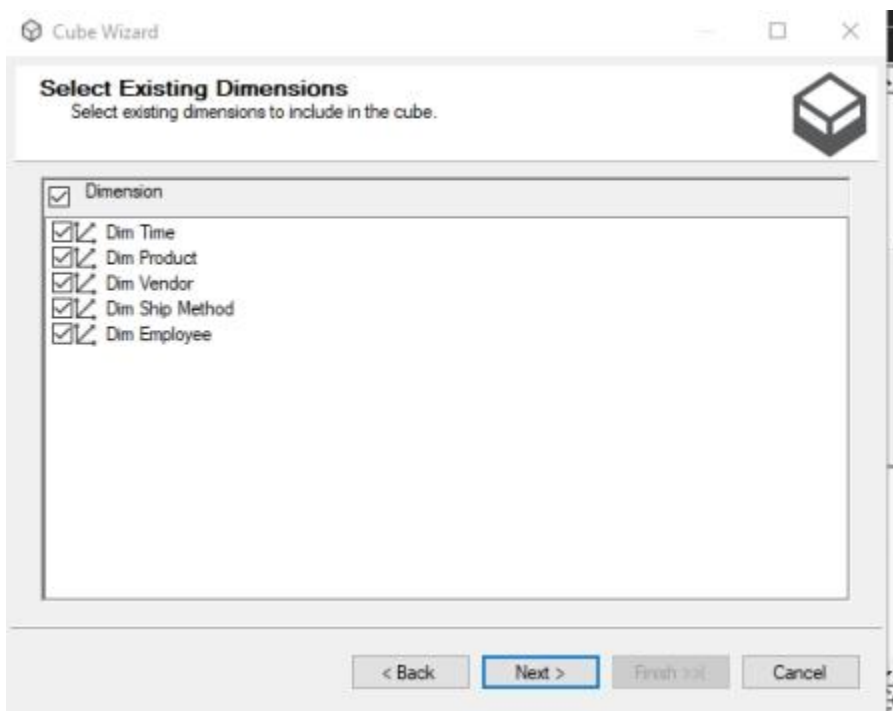 Cube Wizard
Select Existing Dimensions
Select existing dimensions to include in the cube.
Dimension
Dim Time
Dim Product
Dim Vendor
Dim Ship Method
Dim Employee
< Back Next > Finish >>| Cancel